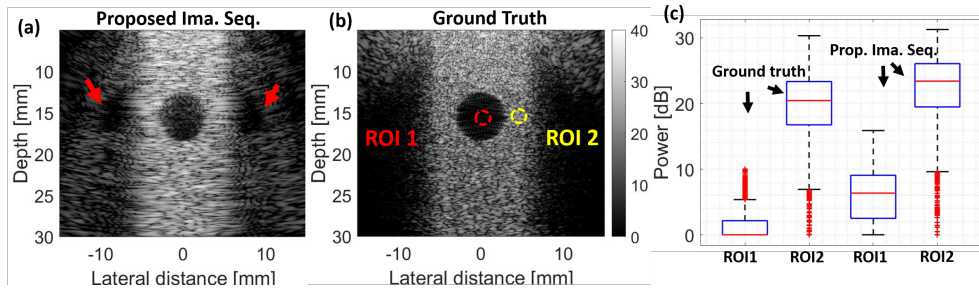 (a) Proposed Ima. Seq.
5
10
15
20
25
30
Depth [mm]
-10 0 10
Lateral distance [mm]
(b) Ground Truth
5
10
15
20
25
30
Depth [mm]
ROI 1
ROI 2
-10 0 10
Lateral distance [mm]
40
30
20
10
0
(c)
30
20
10
0
Power [dB]
Ground truth
Prop. Ima. Seq.
ROI1 ROI2 ROI1 ROI2